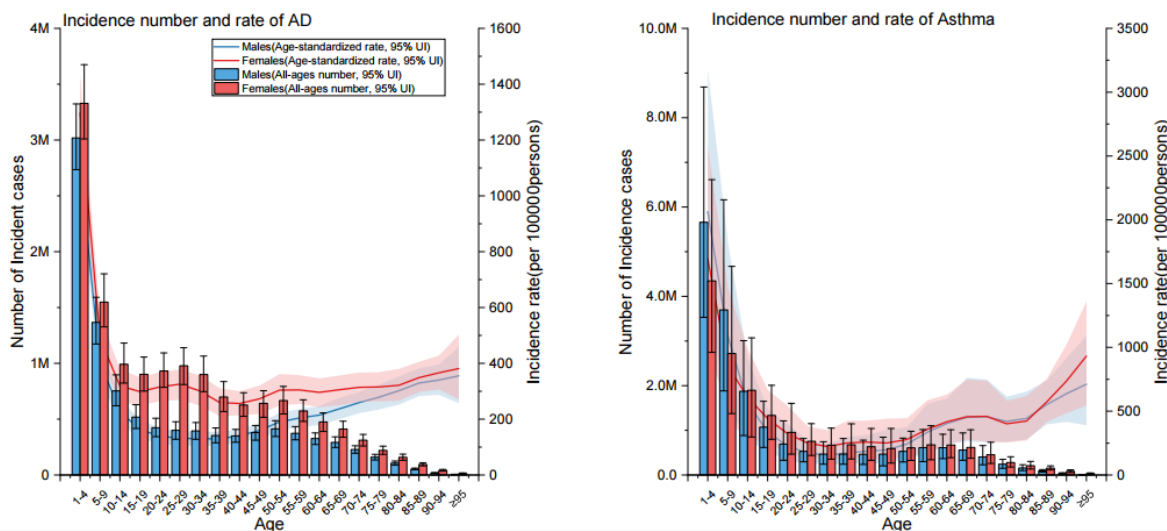 Incidence number and rate of AD
4M
3M
2M
1M
0
Number of Incident cases
Males(Age-standardized rate, 95% UI)
Females(Age-standardized rate, 95% UI)
Males(All-ages number, 95% UI)
Females(All-ages number, 95% UI)
1600
1400
1200
1000
800
600
400
200
0
Incidence rate(per 100000persons)
1-4
5-9
10-14
15-19
20-24
25-29
30-34
35-39
40-44
45-49
50-54
55-59
60-64
65-69
70-74
75-79
80-84
85-89
90-94
≥95
Age
Incidence number and rate of Asthma
10.0M
8.0M
6.0M
4.0M
2.0M
0.0
Number of Incidence cases
3500
3000
2500
2000
1500
1000
500
0
Incidence rate(per 100000persons)
1-4
5-9
10-14
15-19
20-24
25-29
30-34
35-39
40-44
45-49
50-54
55-59
60-64
65-69
70-74
75-79
80-84
85-89
90-94
≥95
Age